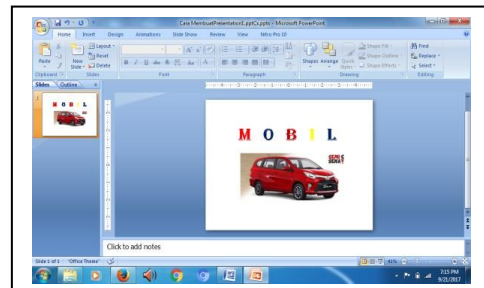 Cara MembuatPresentation1.pptCx.pptx - Microsoft PowerPoint
Home Insert Design Animations Slide Show Review View Nitro Pro 10
Paste
New Slide
Layout
Reset
Delete
Shapes
Arrange
Quick Styles
Shape Fill
Shape Outline
Shape Effects
Find
Replace
Select
Clipboard Slides Font Paragraph Drawing Editing
Slides Outline
1
M O B I L
M O B I L
Click to add notes
Slide 1 of 1 "Office Theme" 41%
7:15 PM
9/21/2017